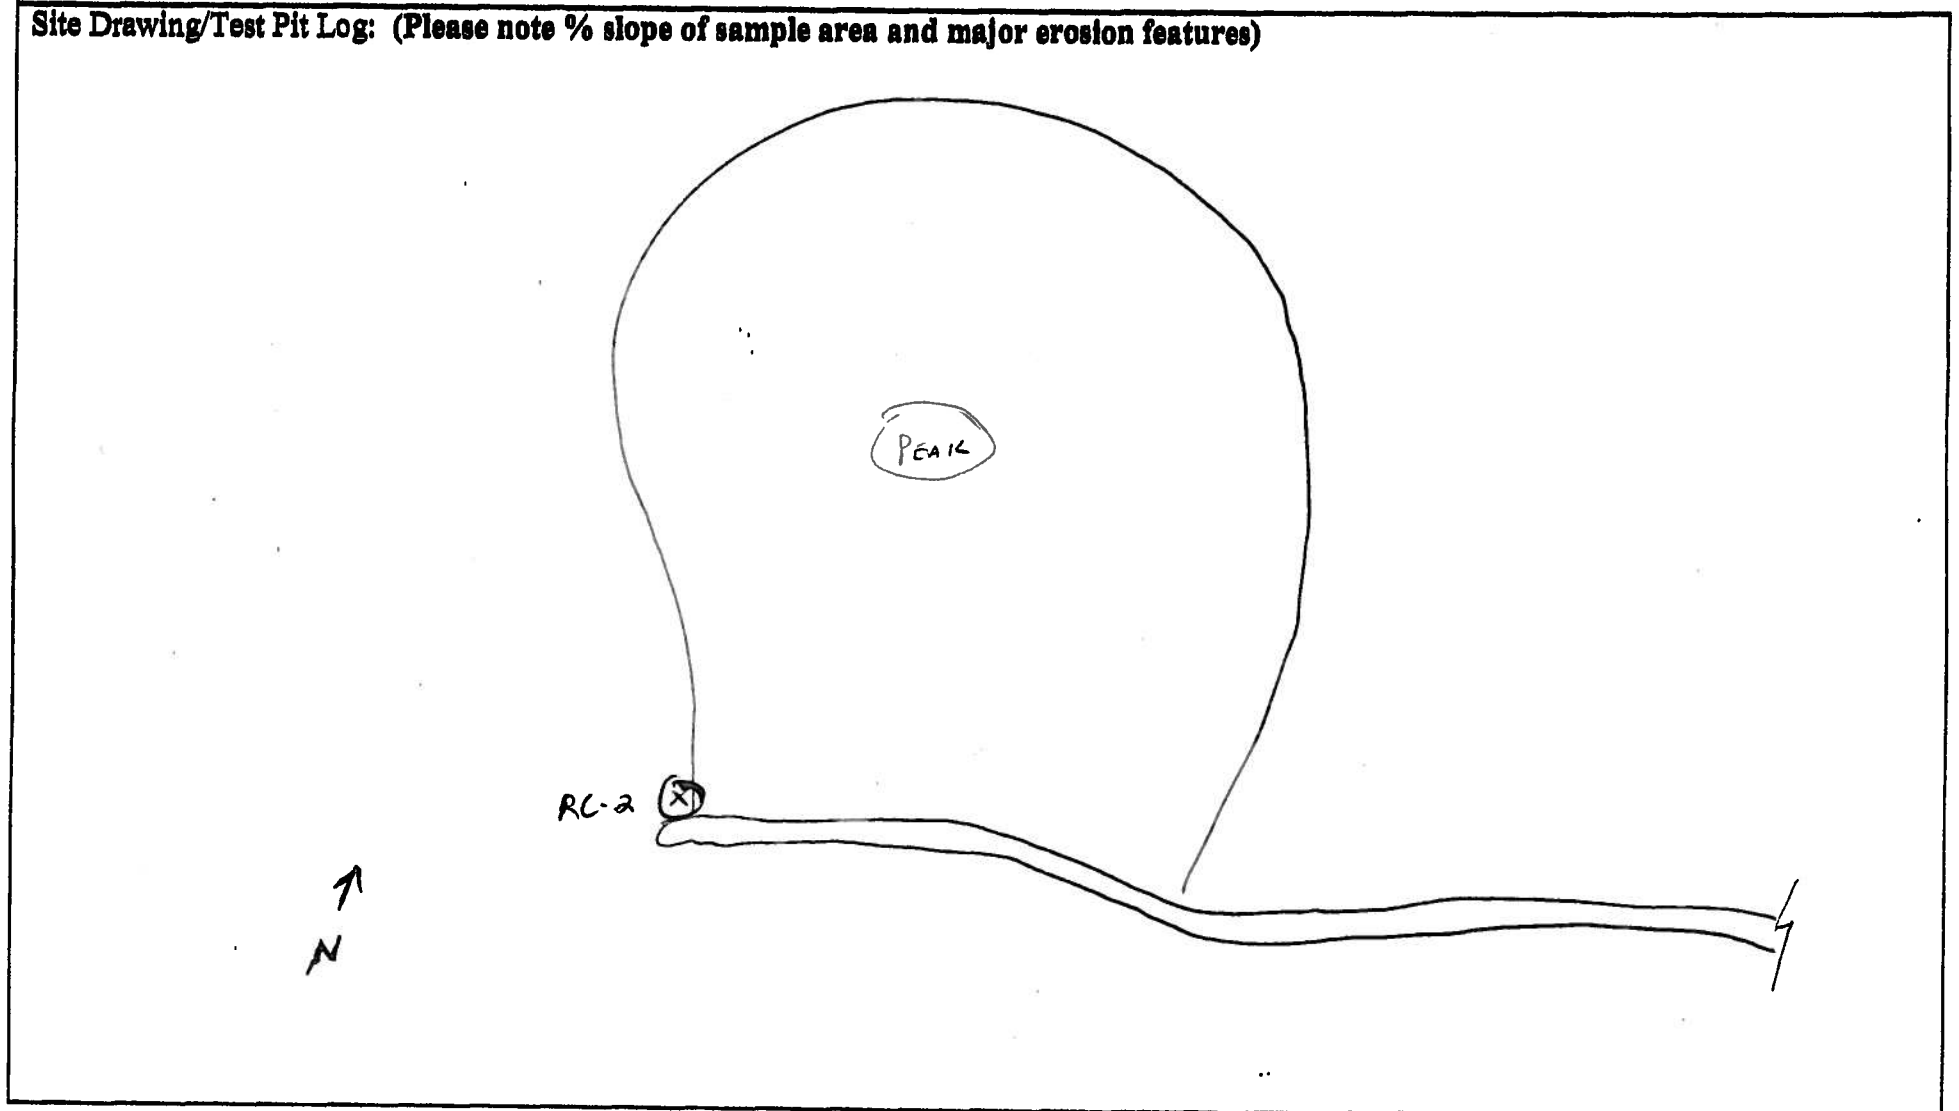 Site Drawing/Test Pit Log: (Please note % slope of sample area and major erosion features)
PEAK
RC-2
N